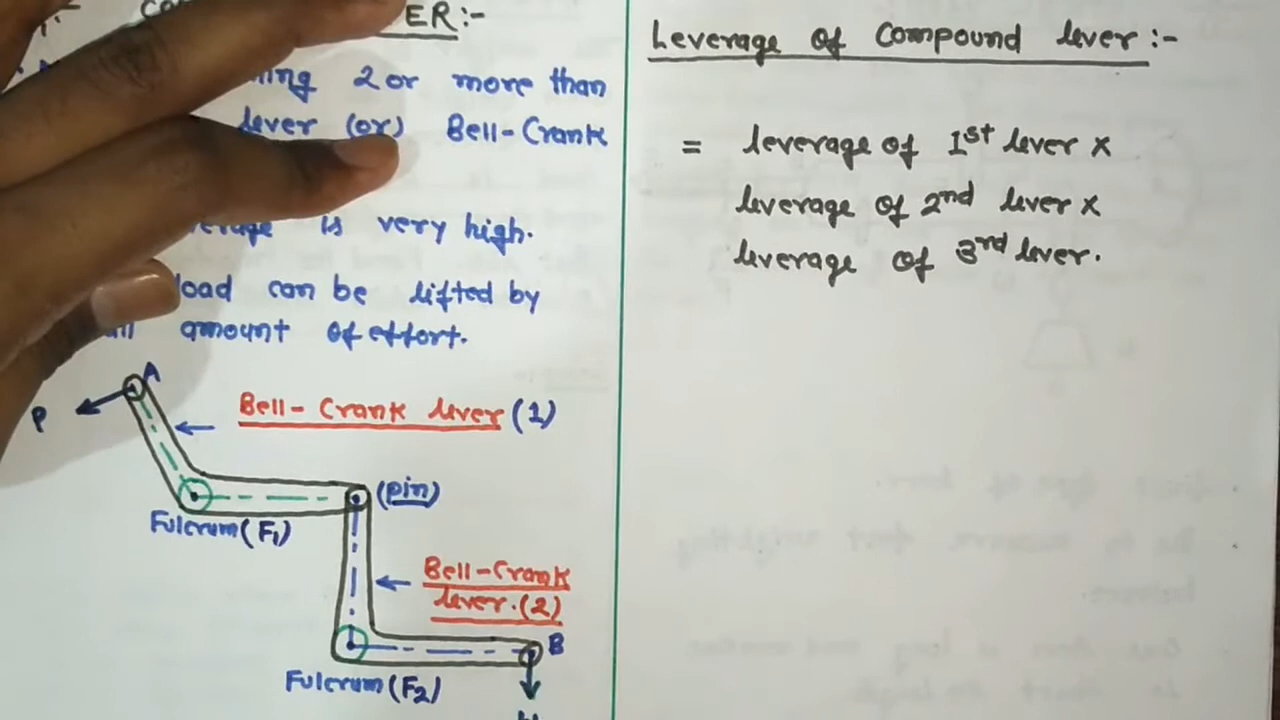 ER:-
2 or more than
lever (or) Bell-Crank
is very high.
load can be lifted by
amount of effort.
A
P
Bell-Crank lever (1)
(pin)
Fulcrum (F1)
Bell-Crank
lever.(2)
B
Fulcrum (F2)
Leverage of Compound lever:-
= leverage of 1st lever x
leverage of 2nd lever x
leverage of 3rd lever.